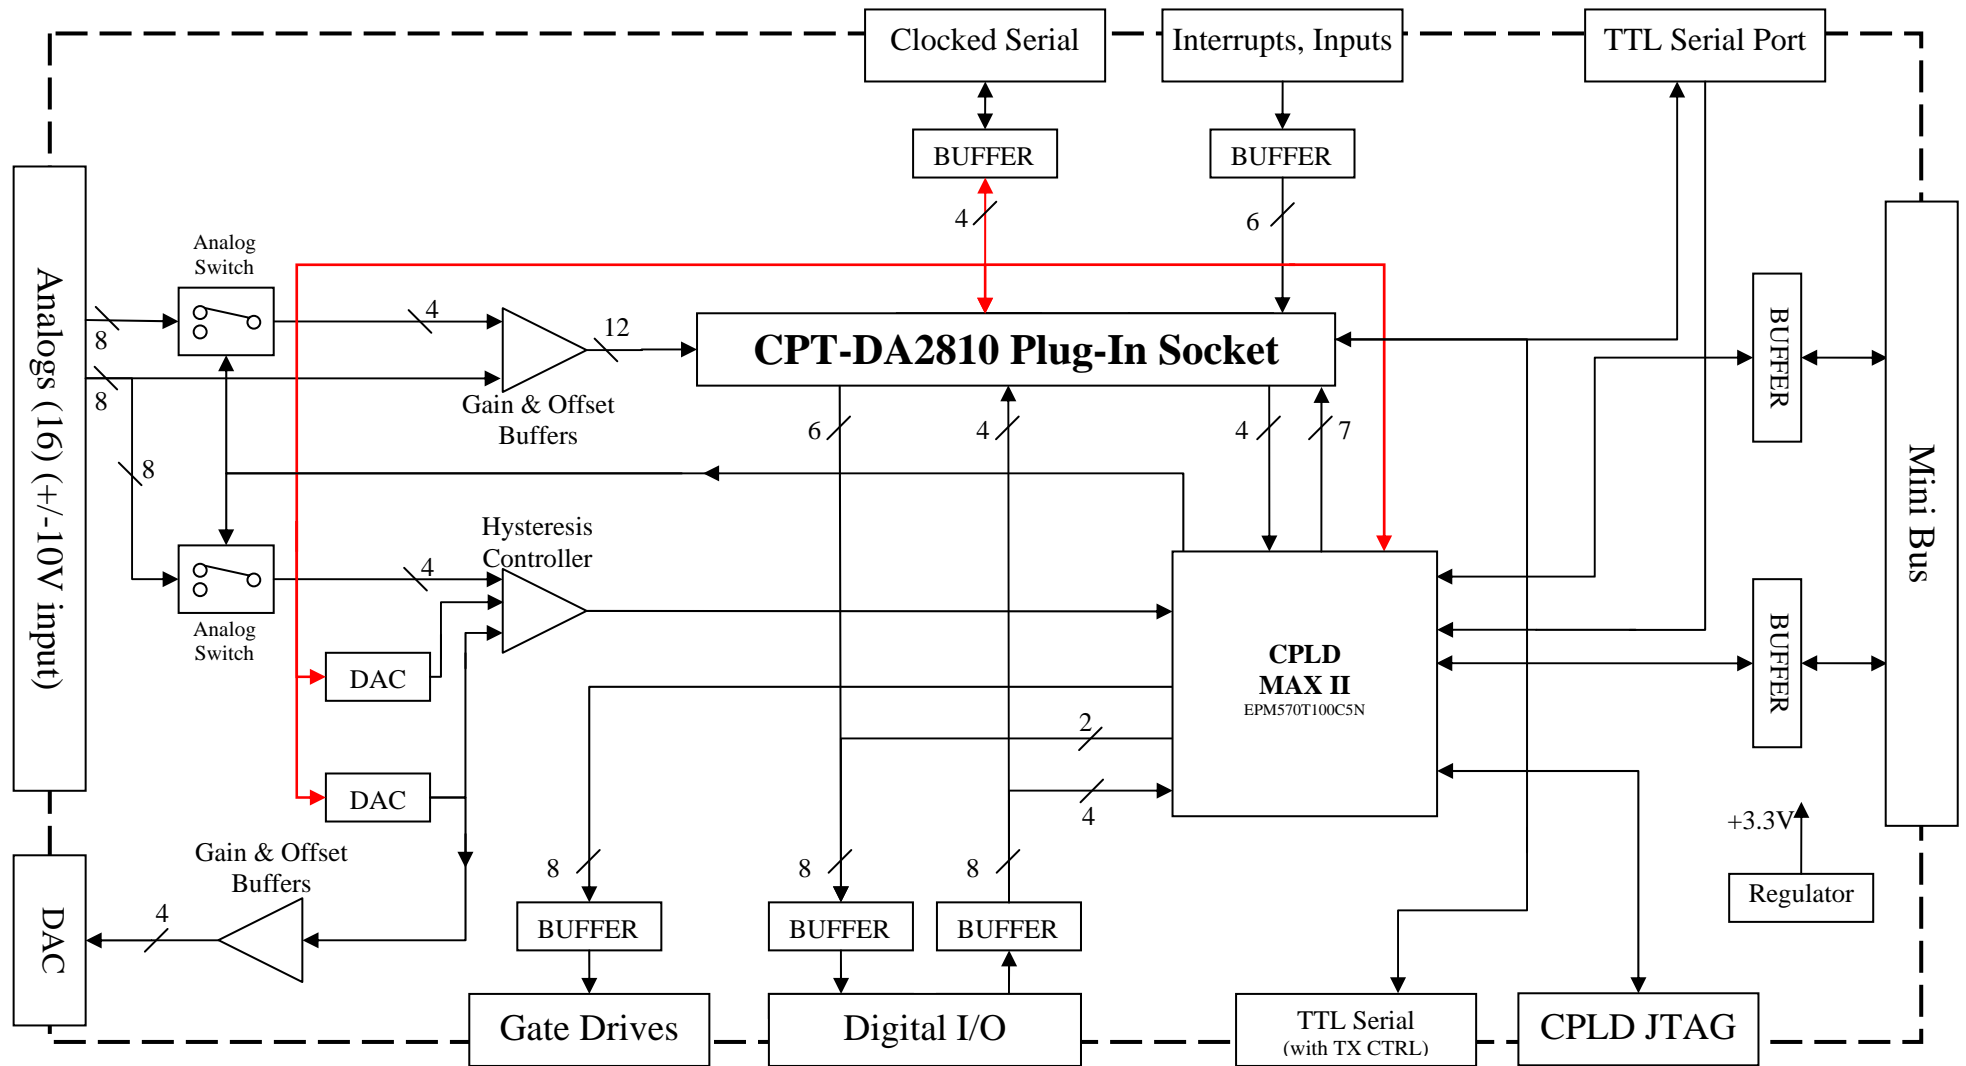 Clocked Serial
Interrupts, Inputs
TTL Serial Port
BUFFER
BUFFER
4
6
Analog
Switch
8
4
12
CPT-DA2810 Plug-In Socket
BUFFER
8
Gain & Offset
Buffers
6
4
4
7
8
Analogs (16) (+/-10V input)
Mini Bus
Hysteresis
Controller
4
Analog
Switch
DAC
CPLD
MAX II
EPM570T100C5N
BUFFER
2
DAC
4
+3.3V
Gain & Offset
Buffers
8
8
8
Regulator
4
DAC
BUFFER
BUFFER
BUFFER
Gate Drives
Digital I/O
TTL Serial
(with TX CTRL)
CPLD JTAG